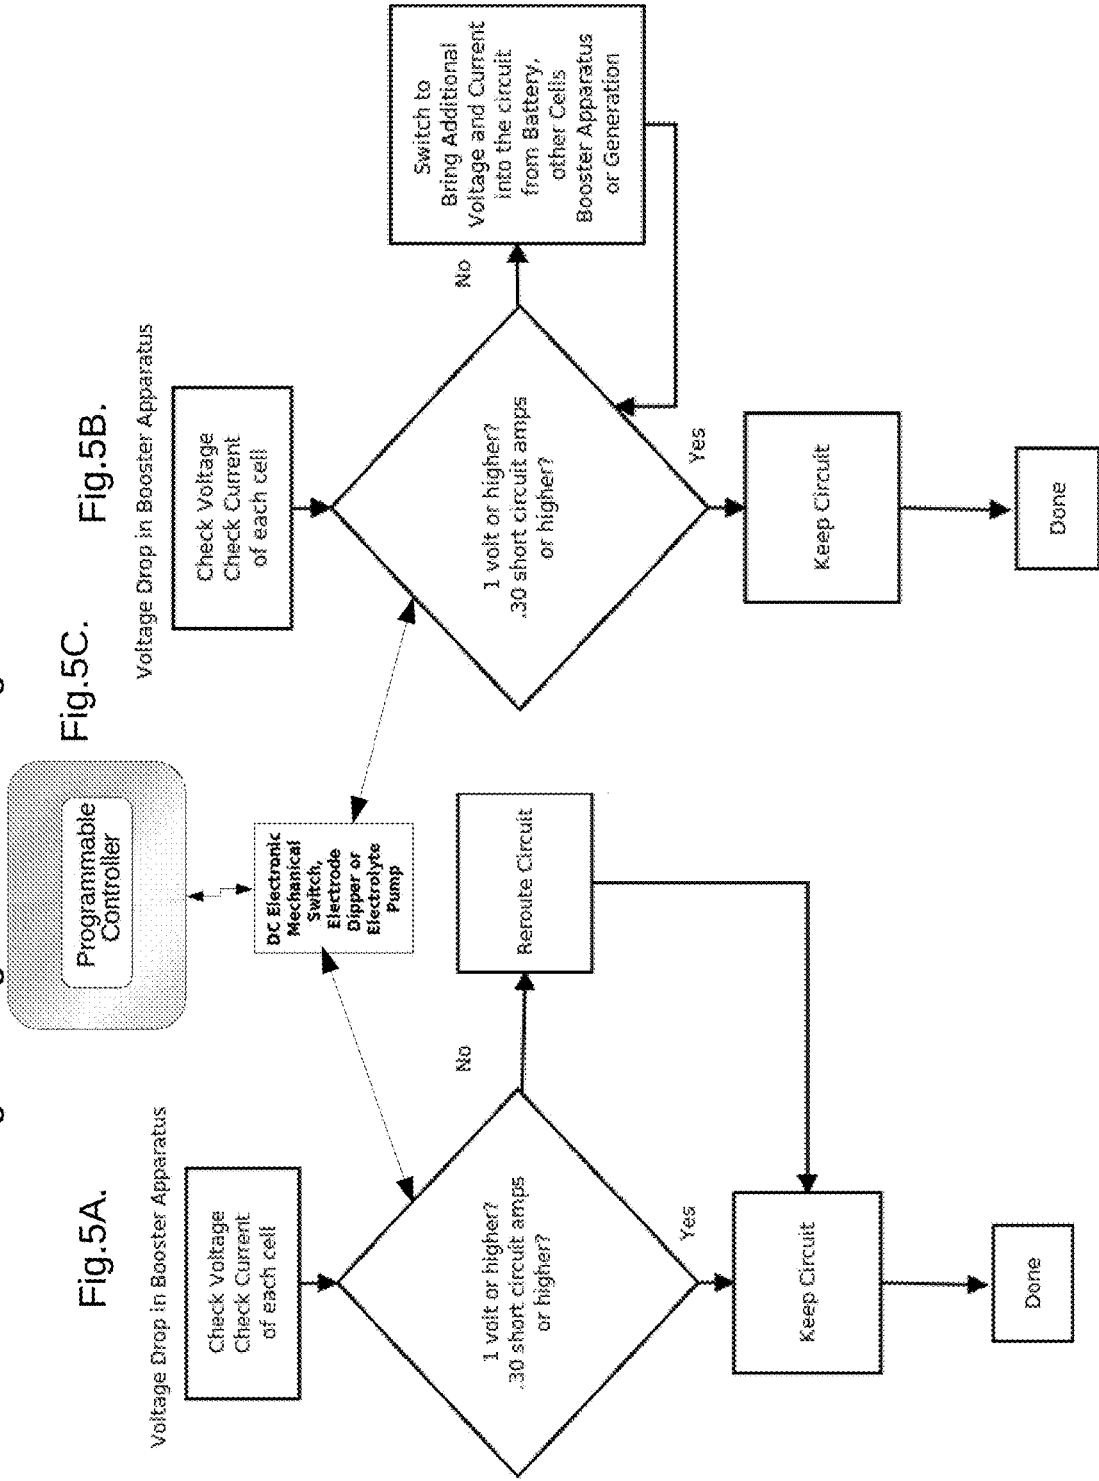 Fig.5A.
Voltage Drop in Booster Apparatus
Check Voltage
Check Current
of each cell
1 volt or higher?
.30 short circuit amps
or higher?
No
Reroute Circuit
Yes
Keep Circuit
Done
Fig.5C.
Programmable
Controller
DC Electronic
Mechanical
Switch,
Electrode
Dipper or
Electrolyte
Pump
Fig.5B.
Voltage Drop in Booster Apparatus
Check Voltage
Check Current
of each cell
1 volt or higher?
.30 short circuit amps
or higher?
No
Switch to
Bring Additional
Voltage and Current
into the circuit
from Battery,
other Cells
Booster Apparatus
or Generation
Yes
Keep Circuit
Done